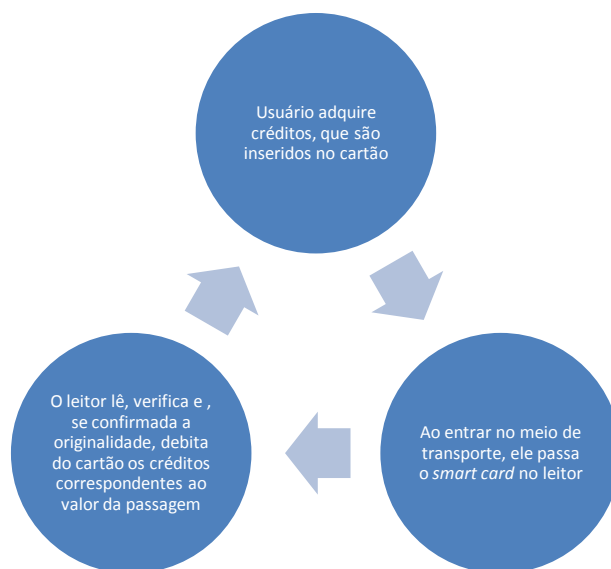 Usuário adquire
créditos, que são
inseridos no cartão
Ao entrar no meio de
transporte, ele passa
o smart card no leitor
O leitor lê, verifica e ,
se confirmada a
originalidade, debita
do cartão os créditos
correspondentes ao
valor da passagem